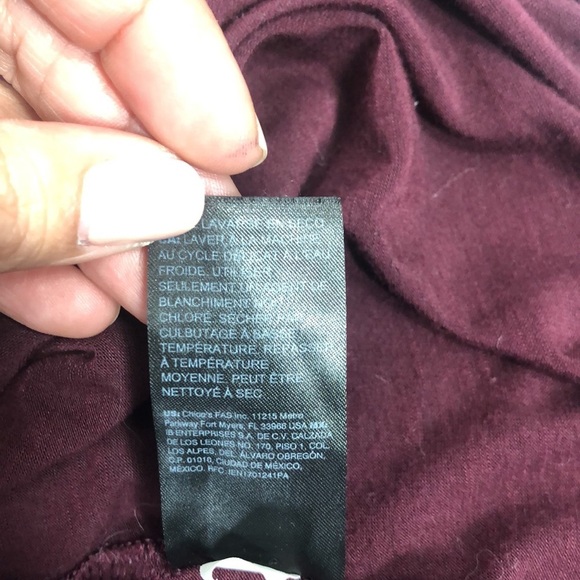 LAVAR EN SECO
CA: LAVER À LA MACHINE
AU CYCLE DÉLICAT À L'EAU
FROIDE. UTILISER
SEULEMENT UN AGENT DE
BLANCHIMENT NON
CHLORÉ. SÉCHER PAR
CULBUTAGE À BASSE
TEMPÉRATURE. REPASSER
À TEMPÉRATURE
MOYENNE. PEUT ÊTRE
NETTOYÉ À SEC
US: Chico's FAS Inc. 11215 Metro
Parkway Fort Myers, FL 33966 US MX:
IB ENTERPRISES S.A. DE C.V. CALZADA
DE LOS LEONES NO. 170, PISO 1, COL.
LOS ALPES, DEL. ÁLVARO OBREGÓN,
C.P. 01010, CIUDAD DE MÉXICO,
MÉXICO. RFC: IEN1701241PA